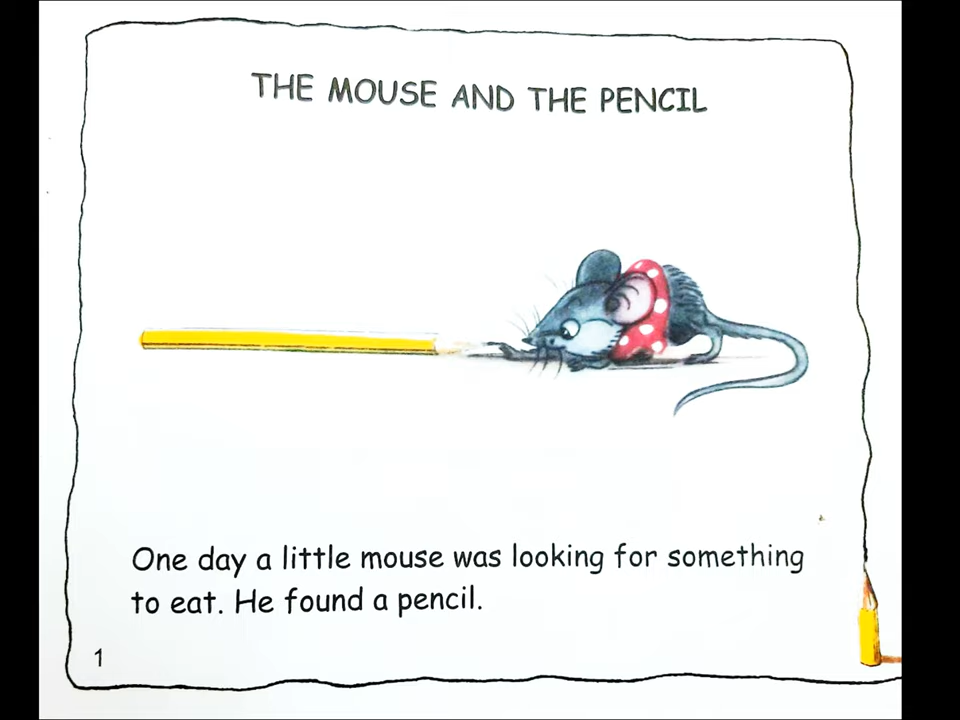 THE MOUSE AND THE PENCIL
One day a little mouse was looking for something
to eat. He found a pencil.
1